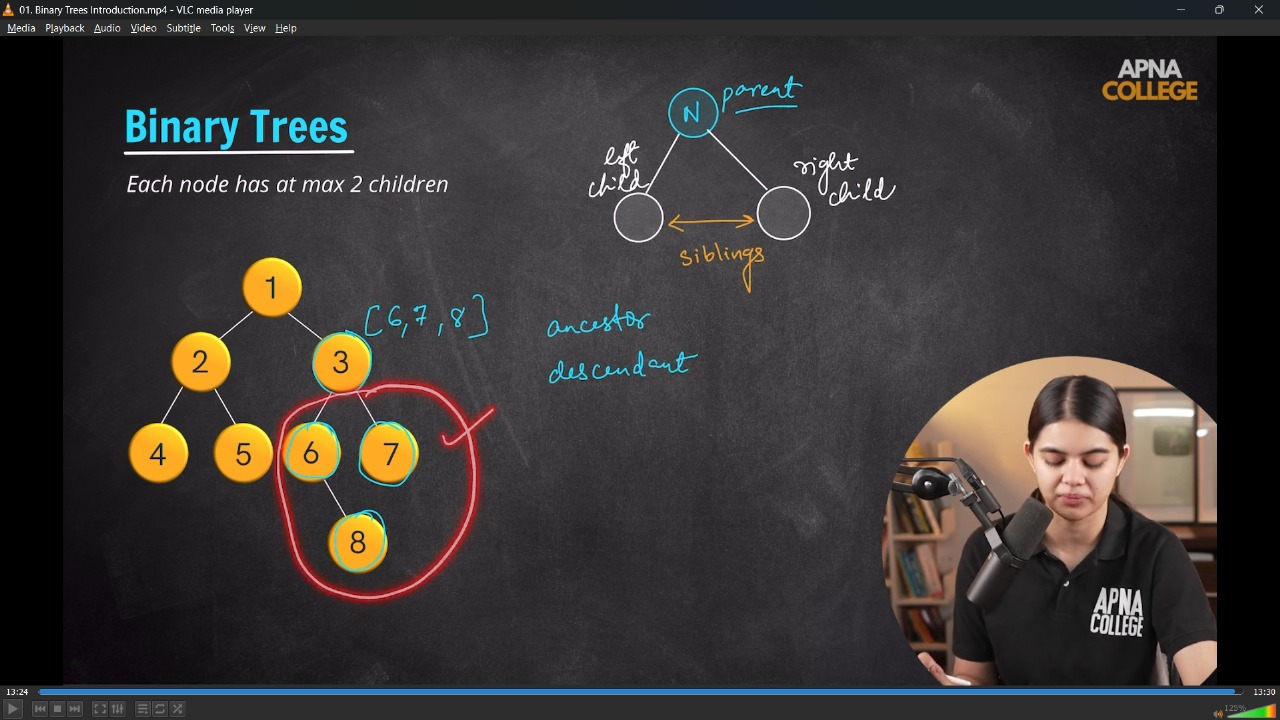 01. Binary Trees Introduction.mp4 - VLC media player
Media Playback Audio Video Subtitle Tools View Help
APNA
COLLEGE
parent
N
Binary Trees
left
child
right
child
Each node has at max 2 children
siblings
1
[6,7,8]
ancestor
2
3
descendant
4
5
6
7
8
APNA
COLLEGE
13:24
13:30
125%